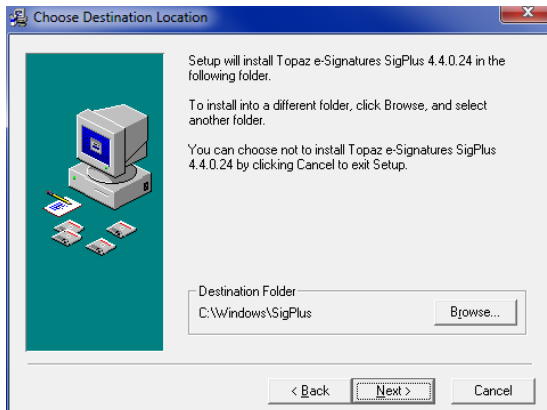 Choose Destination Location
Setup will install Topaz e-Signatures SigPlus 4.4.0.24 in the
following folder.
To install into a different folder, click Browse, and select
another folder.
You can choose not to install Topaz e-Signatures SigPlus
4.4.0.24 by clicking Cancel to exit Setup.
Destination Folder
C:\Windows\SigPlus
Browse...
< Back
Next >
Cancel